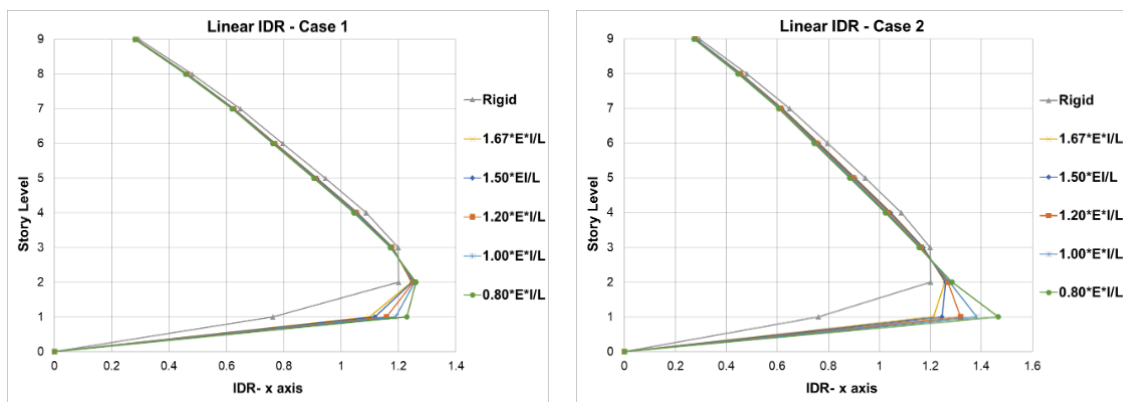 Linear IDR - Case 1
9
8
7
6
5
4
3
2
1
0
Story Level
0
0.2
0.4
0.6
0.8
1
1.2
1.4
IDR- x axis
Rigid
1.67*E*I/L
1.50*EI/L
1.20*E*I/L
1.00*E*I/L
0.80*E*I/L
Linear IDR - Case 2
9
8
7
6
5
4
3
2
1
0
Story Level
0
0.2
0.4
0.6
0.8
1
1.2
1.4
1.6
IDR- x axis
Rigid
1.67*E*I/L
1.50*EI/L
1.20*E*I/L
1.00*E*I/L
0.80*E*I/L